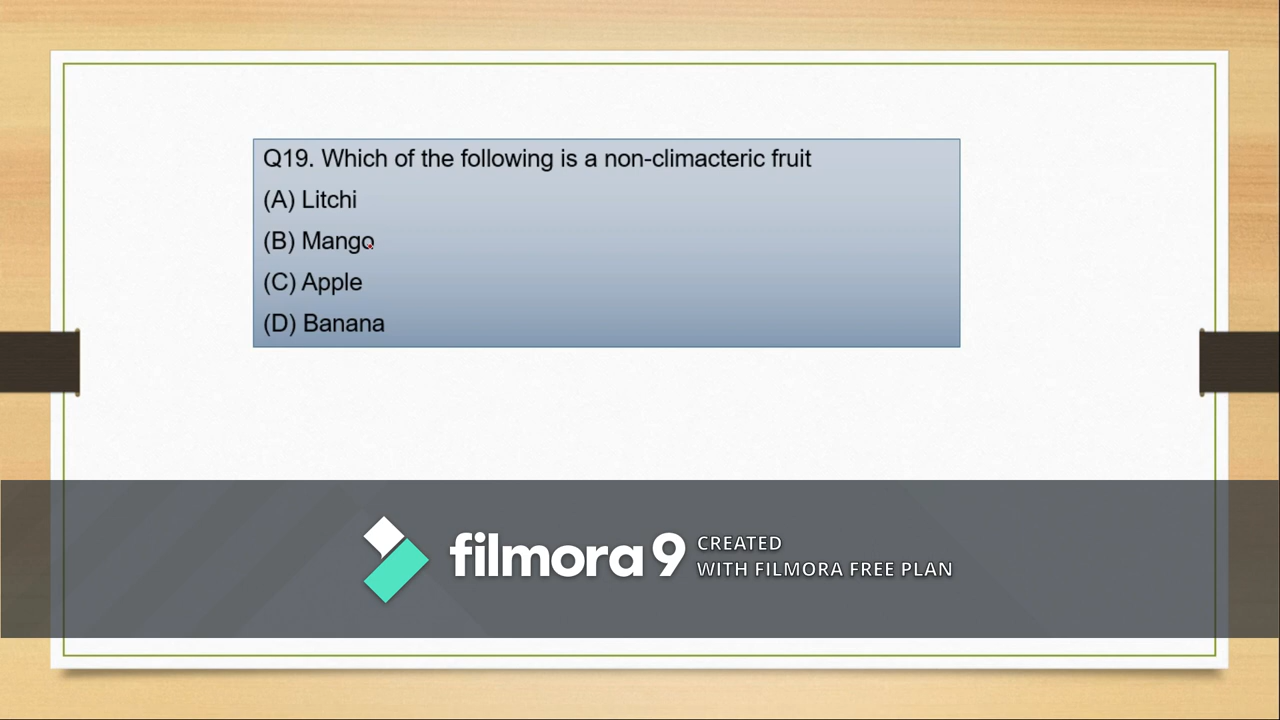 Q19. Which of the following is a non-climacteric fruit
(A) Litchi
(B) Mango
(C) Apple
(D) Banana
filmora 9
CREATED
WITH FILMORA FREE PLAN